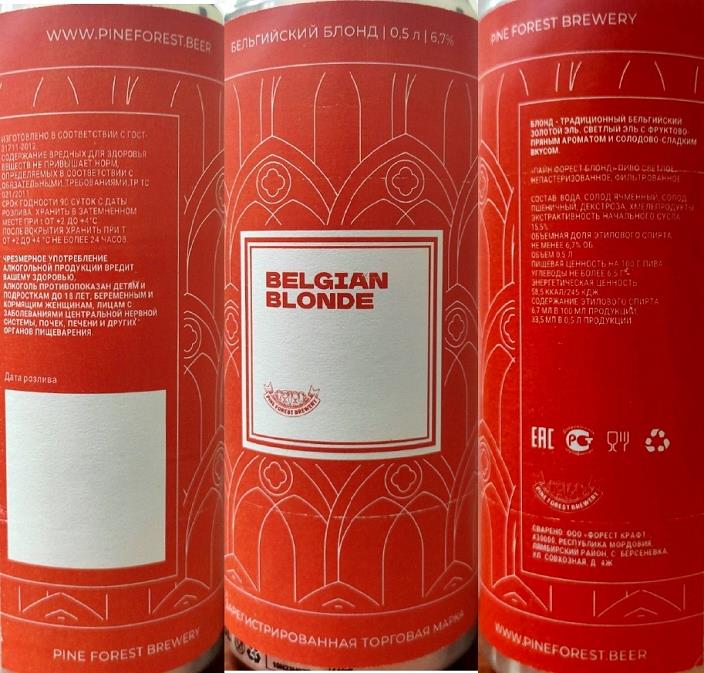 WWW.PINEFOREST.BEER
ИЗГОТОВЛЕНО В СООТВЕТСТВИИ С ГОСТ-
31711-2012.
СОДЕРЖАНИЕ ВРЕДНЫХ ДЛЯ ЗДОРОВЬЯ
ВЕЩЕСТВ НЕ ПРИВЫШАЕТ НОРМ,
ОПРЕДЕЛЯЕМЫХ В СООТВЕТСТВИИ С
ОБЯЗАТЕЛЬНЫМИ ТРЕБОВАНИЯМИ,ТР ТС
021/2011
СРОК ГОДНОСТИ 90 СУТОК С ДАТЫ
РОЗЛИВА. ХРАНИТЬ В ЗАТЕМНЕННОМ
МЕСТЕ ПРИ t ОТ +2 ДО +4°С
ПОСЛЕ ВСКРЫТИЯ ХРАНИТЬ ПРИ Т
ОТ +2 ДО +4 °С НЕ БОЛЕЕ 24 ЧАСОВ.
ЧРЕЗМЕРНОЕ УПОТРЕБЛЕНИЕ
АЛКОГОЛЬНОЙ ПРОДУКЦИИ ВРЕДИТ
ВАШЕМУ ЗДОРОВЬЮ.
АЛКОГОЛЬ ПРОТИВОПОКАЗАН ДЕТЯМ И
ПОДРОСТКАМ ДО 18 ЛЕТ, БЕРЕМЕННЫМ И
КОРМЯЩИМ ЖЕНЩИНАМ, ЛИЦАМ С
ЗАБОЛЕВАНИЯМИ ЦЕНТРАЛЬНОЙ НЕРВНОЙ
СИСТЕМЫ, ПОЧЕК, ПЕЧЕНИ И ДРУГИХ
ОРГАНОВ ПИЩЕВАРЕНИЯ.
Дата розлива
PINE FOREST BREWERY
БЕЛЬГИЙСКИЙ БЛОНД | 0,5 л | 6,7%
BELGIAN
BLONDE
PINE FOREST BREWERY
ЗАРЕГИСТРИРОВАННАЯ ТОРГОВАЯ МАРКА
PINE FOREST BREWERY
БЛОНД - ТРАДИЦИОННЫЙ БЕЛЬГИЙСКИЙ
ЗОЛОТОЙ ЭЛЬ. СВЕТЛЫЙ ЭЛЬ С ФРУКТОВО-
ПРЯНЫМ АРОМАТОМ И СОЛОДОВО-СЛАДКИМ
ВКУСОМ.
«ПАЙН ФОРЕСТ БЛОНД» ПИВО СВЕТЛОЕ,
НЕПАСТЕРИЗОВАННОЕ, ФИЛЬТРОВАННОЕ
СОСТАВ: ВОДА, СОЛОД ЯЧМЕННЫЙ, СОЛОД
ПШЕНИЧНЫЙ, ДЕКСТРОЗА, ХМЕЛЕПРОДУКТЫ
ЭКСТРАКТИВНОСТЬ НАЧАЛЬНОГО СУСЛА
15,5%
ОБЪЕМНАЯ ДОЛЯ ЭТИЛОВОГО СПИРТА
НЕ МЕНЕЕ 6,7% ОБ.
ОБЪЕМ 0,5 Л
ПИЩЕВАЯ ЦЕННОСТЬ НА 100 Г ПИВА
УГЛЕВОДЫ НЕ БОЛЕЕ 6,5 Г
ЭНЕРГЕТИЧЕСКАЯ ЦЕННОСТЬ
58,5 ККАЛ/245 КДЖ
СОДЕРЖАНИЕ ЭТИЛОВОГО СПИРТА
6,7 МЛ В 100 МЛ ПРОДУКЦИИ,
33,5 МЛ В 0,5 Л ПРОДУКЦИИ
EAC
PINE FOREST BREWERY
СВАРЕНО: ООО «ФОРЕСТ КРАФТ»
430000, РЕСПУБЛИКА МОРДОВИЯ,
ЛЯМБИРСКИЙ РАЙОН, С. БЕРСЕНЕВКА,
УЛ. СОВХОЗНАЯ, Д. 4Ж
WWW.PINEFOREST.BEER